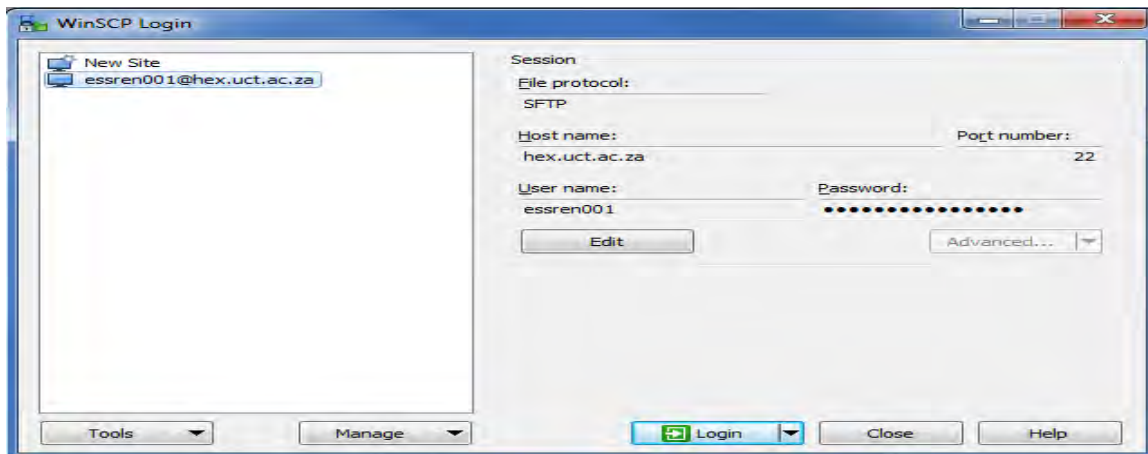 WinSCP Login
New Site
essren001@hex.uct.ac.za
Session
File protocol:
SFTP
Host name: Port number:
hex.uct.ac.za 22
User name: Password:
essren001 ●●●●●●●●●●●●●●●●
Edit Advanced...
Tools Manage Login Close Help